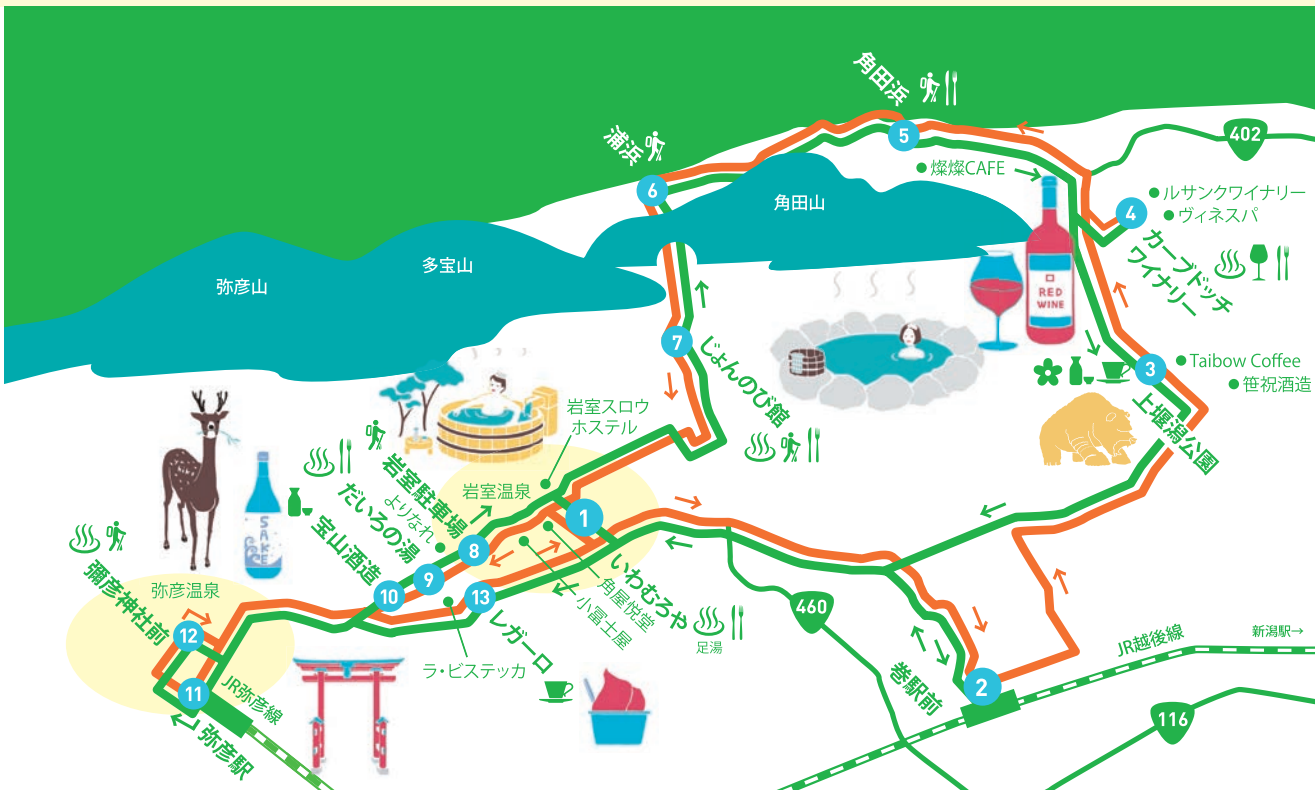 角田浜
5
402
浦浜
6
燦燦CAFE
ルサンクワイナリー
ヴィネスパ
4
カーブドッチ
ワイナリー
角田山
多宝山
弥彦山
RED
WINE
7
じょんのび館
3
Taibow Coffee
笹祝酒造
上堰潟公園
岩室スロウ
ホステル
岩室温泉
岩室駐車場
よりなれ
だいろの湯
宝山酒造
SAKE
1
8
9
10
13
いわむろや
足湯
角屋悦堂
小冨士屋
レガーロ
ラ・ビステッカ
弥彦温泉
彌彦神社前
12
11
JR弥彦線
弥彦駅
460
巻駅前
2
JR越後線
新潟駅→
116